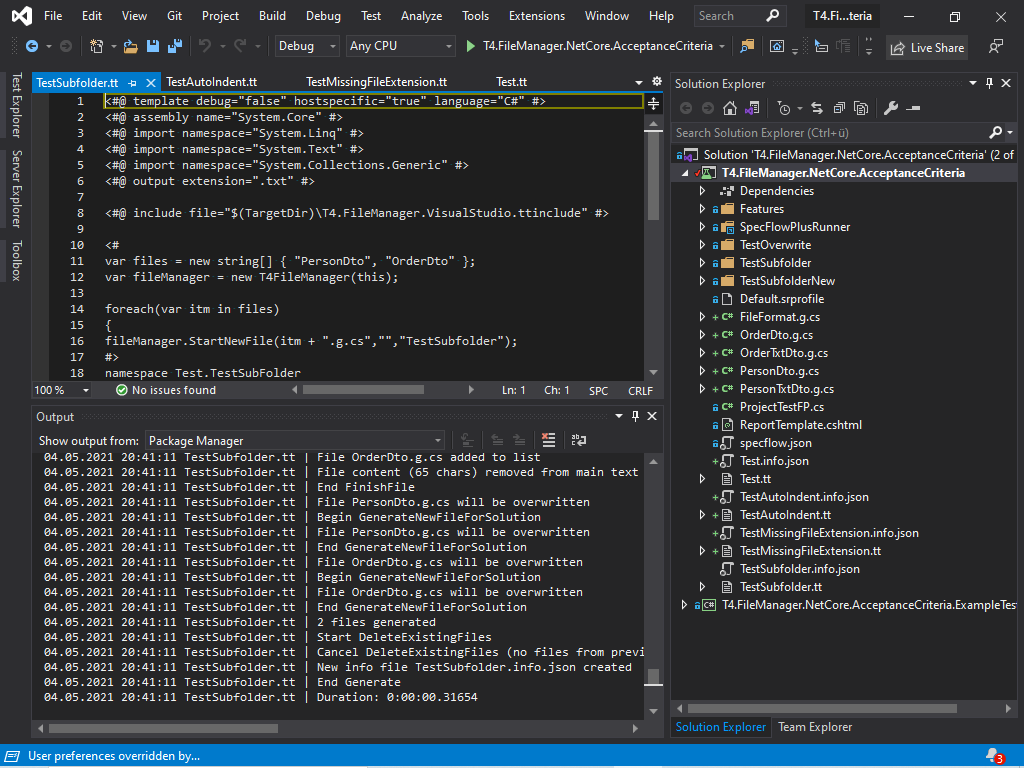 File Edit View Git Project Build Debug Test Analyze Tools Extensions Window Help Search T4.Fi...teria
Debug Any CPU T4.FileManager.NetCore.AcceptanceCriteria Live Share
Test Explorer
Server Explorer
Toolbox
TestSubfolder.tt TestAutoIndent.tt TestMissingFileExtension.tt Test.tt
1 <#@ template debug="false" hostspecific="true" language="C#" #>
2 <#@ assembly name="System.Core" #>
3 <#@ import namespace="System.Linq" #>
4 <#@ import namespace="System.Text" #>
5 <#@ import namespace="System.Collections.Generic" #>
6 <#@ output extension=".txt" #>
7
8 <#@ include file="$(TargetDir)\T4.FileManager.VisualStudio.ttinclude" #>
9
10 <#
11 var files = new string[] { "PersonDto", "OrderDto" };
12 var fileManager = new T4FileManager(this);
13
14 foreach(var itm in files)
15 {
16 fileManager.StartNewFile(itm + ".g.cs","","TestSubfolder");
17 #>
18 namespace Test.TestSubFolder
100 % No issues found Ln: 1 Ch: 1 SPC CRLF
Output
Show output from: Package Manager
04.05.2021 20:41:11 TestSubfolder.tt | File OrderDto.g.cs added to list
04.05.2021 20:41:11 TestSubfolder.tt | File content (65 chars) removed from main text
04.05.2021 20:41:11 TestSubfolder.tt | End FinishFile
04.05.2021 20:41:11 TestSubfolder.tt | File PersonDto.g.cs will be overwritten
04.05.2021 20:41:11 TestSubfolder.tt | Begin GenerateNewFileForSolution
04.05.2021 20:41:11 TestSubfolder.tt | File PersonDto.g.cs will be overwritten
04.05.2021 20:41:11 TestSubfolder.tt | End GenerateNewFileForSolution
04.05.2021 20:41:11 TestSubfolder.tt | File OrderDto.g.cs will be overwritten
04.05.2021 20:41:11 TestSubfolder.tt | Begin GenerateNewFileForSolution
04.05.2021 20:41:11 TestSubfolder.tt | File OrderDto.g.cs will be overwritten
04.05.2021 20:41:11 TestSubfolder.tt | End GenerateNewFileForSolution
04.05.2021 20:41:11 TestSubfolder.tt | 2 files generated
04.05.2021 20:41:11 TestSubfolder.tt | Start DeleteExistingFiles
04.05.2021 20:41:11 TestSubfolder.tt | Cancel DeleteExistingFiles (no files from previ
04.05.2021 20:41:11 TestSubfolder.tt | New info file TestSubfolder.info.json created
04.05.2021 20:41:11 TestSubfolder.tt | End Generate
04.05.2021 20:41:11 TestSubfolder.tt | Duration: 0:00:00.31654
Solution Explorer
Search Solution Explorer (Ctrl+ü)
Solution 'T4.FileManager.NetCore.AcceptanceCriteria' (2 of
T4.FileManager.NetCore.AcceptanceCriteria
Dependencies
Features
SpecFlowPlusRunner
TestOverwrite
TestSubfolder
TestSubfolderNew
Default.srprofile
C# FileFormat.g.cs
C# OrderDto.g.cs
C# OrderTxtDto.g.cs
C# PersonDto.g.cs
C# PersonTxtDto.g.cs
C# ProjectTestFP.cs
ReportTemplate.cshtml
specflow.json
Test.info.json
Test.tt
TestAutoIndent.info.json
TestAutoIndent.tt
TestMissingFileExtension.info.json
TestMissingFileExtension.tt
TestSubfolder.info.json
TestSubfolder.tt
C# T4.FileManager.NetCore.AcceptanceCriteria.ExampleTes
Solution Explorer Team Explorer
User preferences overridden by... 3